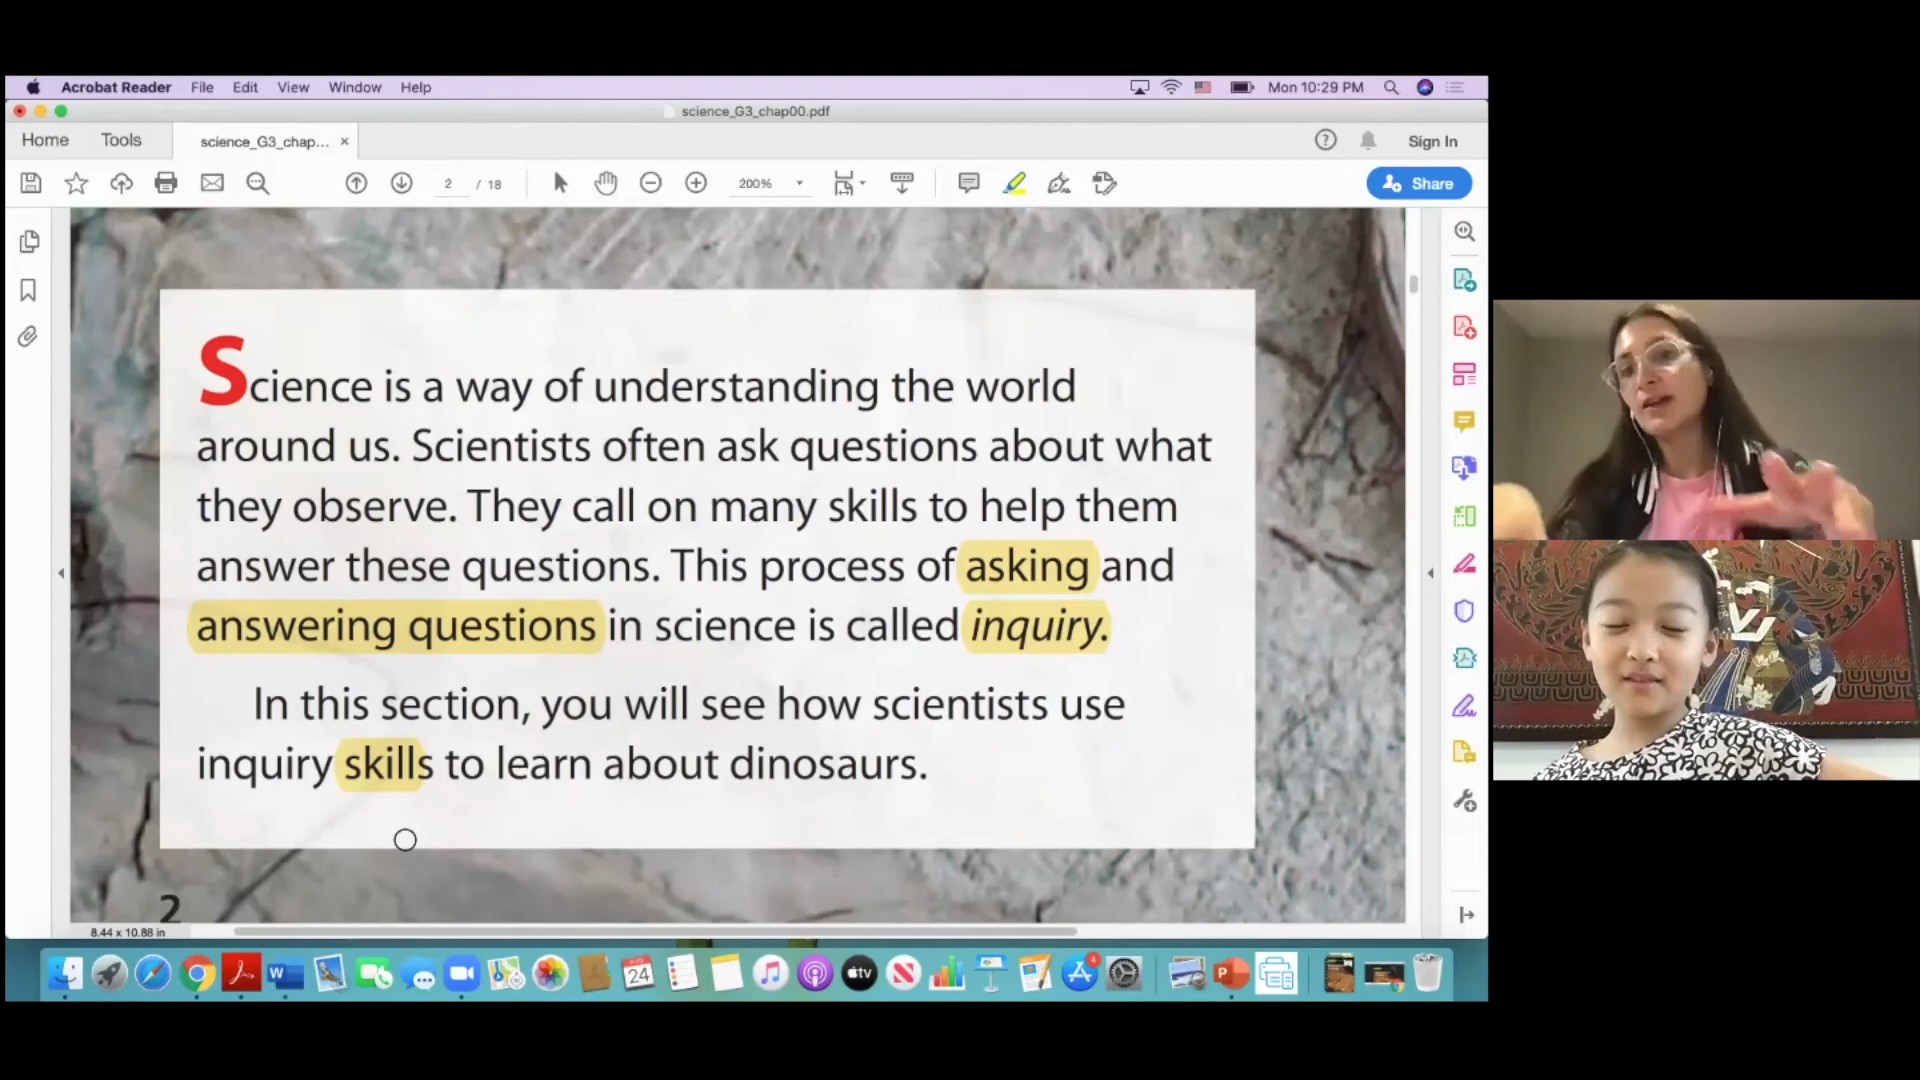 Acrobat Reader File Edit View Window Help Mon 10:29 PM
science_G3_chap00.pdf
Home Tools science_G3_chap... × Sign In
2 / 18 200% Share
Science is a way of understanding the world
around us. Scientists often ask questions about what
they observe. They call on many skills to help them
answer these questions. This process of asking and
answering questions in science is called inquiry.
In this section, you will see how scientists use
inquiry skills to learn about dinosaurs.
2
8.44 x 10.88 in
W 24 tv P 4